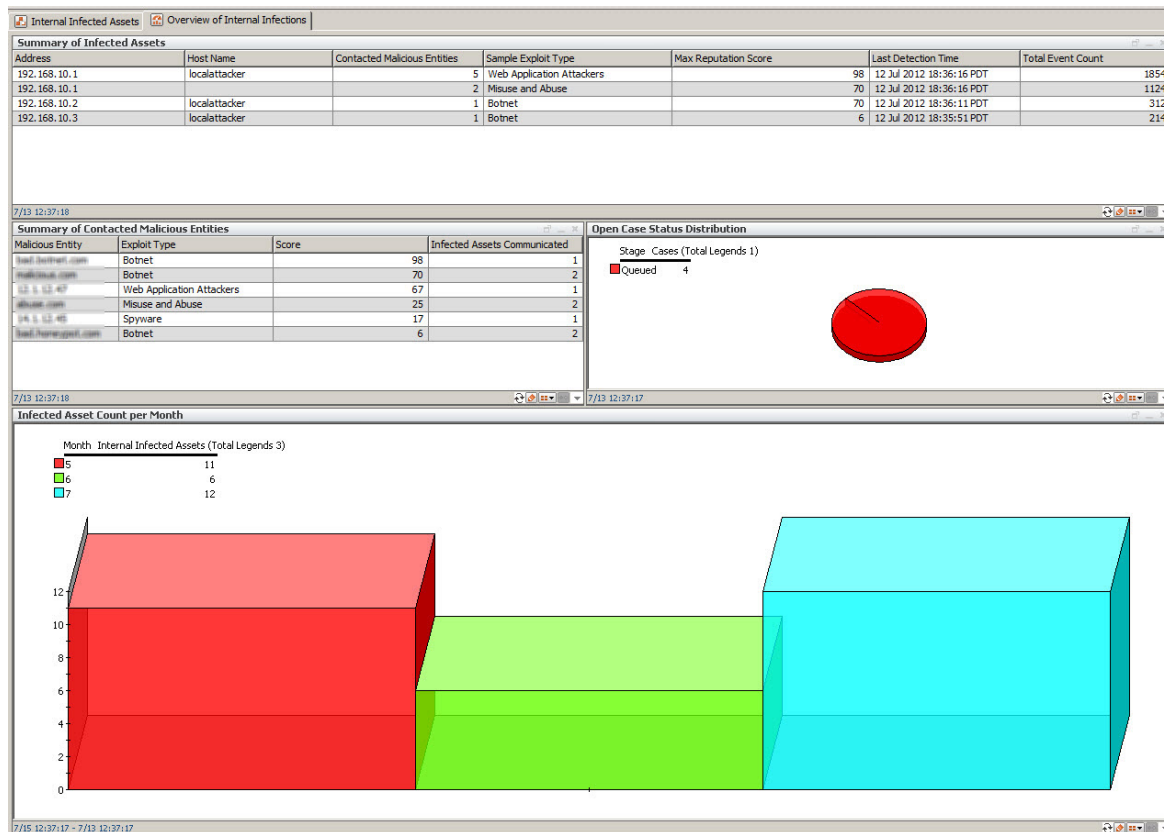 Internal Infected Assets Overview of Internal Infections
Summary of Infected Assets
Address Host Name Contacted Malicious Entities Sample Exploit Type Max Reputation Score Last Detection Time Total Event Count
192.168.10.1 localattacker 5 Web Application Attackers 98 12 Jul 2012 18:36:16 PDT 1854
192.168.10.1 2 Misuse and Abuse 70 12 Jul 2012 18:36:16 PDT 1124
192.168.10.2 localattacker 1 Botnet 70 12 Jul 2012 18:36:11 PDT 312
192.168.10.3 localattacker 1 Botnet 6 12 Jul 2012 18:35:51 PDT 214
7/13 12:37:18
Summary of Contacted Malicious Entities
Malicious Entity Exploit Type Score Infected Assets Communicated
Botnet 98 1
Botnet 70 2
Web Application Attackers 67 1
Misuse and Abuse 25 2
Spyware 17 1
Botnet 6 2
7/13 12:37:18
Open Case Status Distribution
Stage Cases (Total Legends 1)
Queued 4
7/13 12:37:17
Infected Asset Count per Month
Month Internal Infected Assets (Total Legends 3)
5 11
6 6
7 12
12
10
8
6
4
2
0
7/15 12:37:17 - 7/13 12:37:17